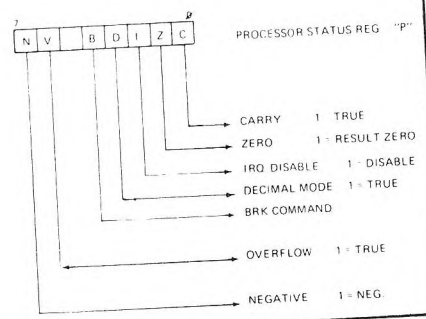 7 0
N V B D I Z C PROCESSOR STATUS REG "P"
CARRY 1 TRUE
ZERO 1 = RESULT ZERO
IRQ DISABLE 1 = DISABLE
DECIMAL MODE 1 = TRUE
BRK COMMAND
OVERFLOW 1 = TRUE
NEGATIVE 1 = NEG.